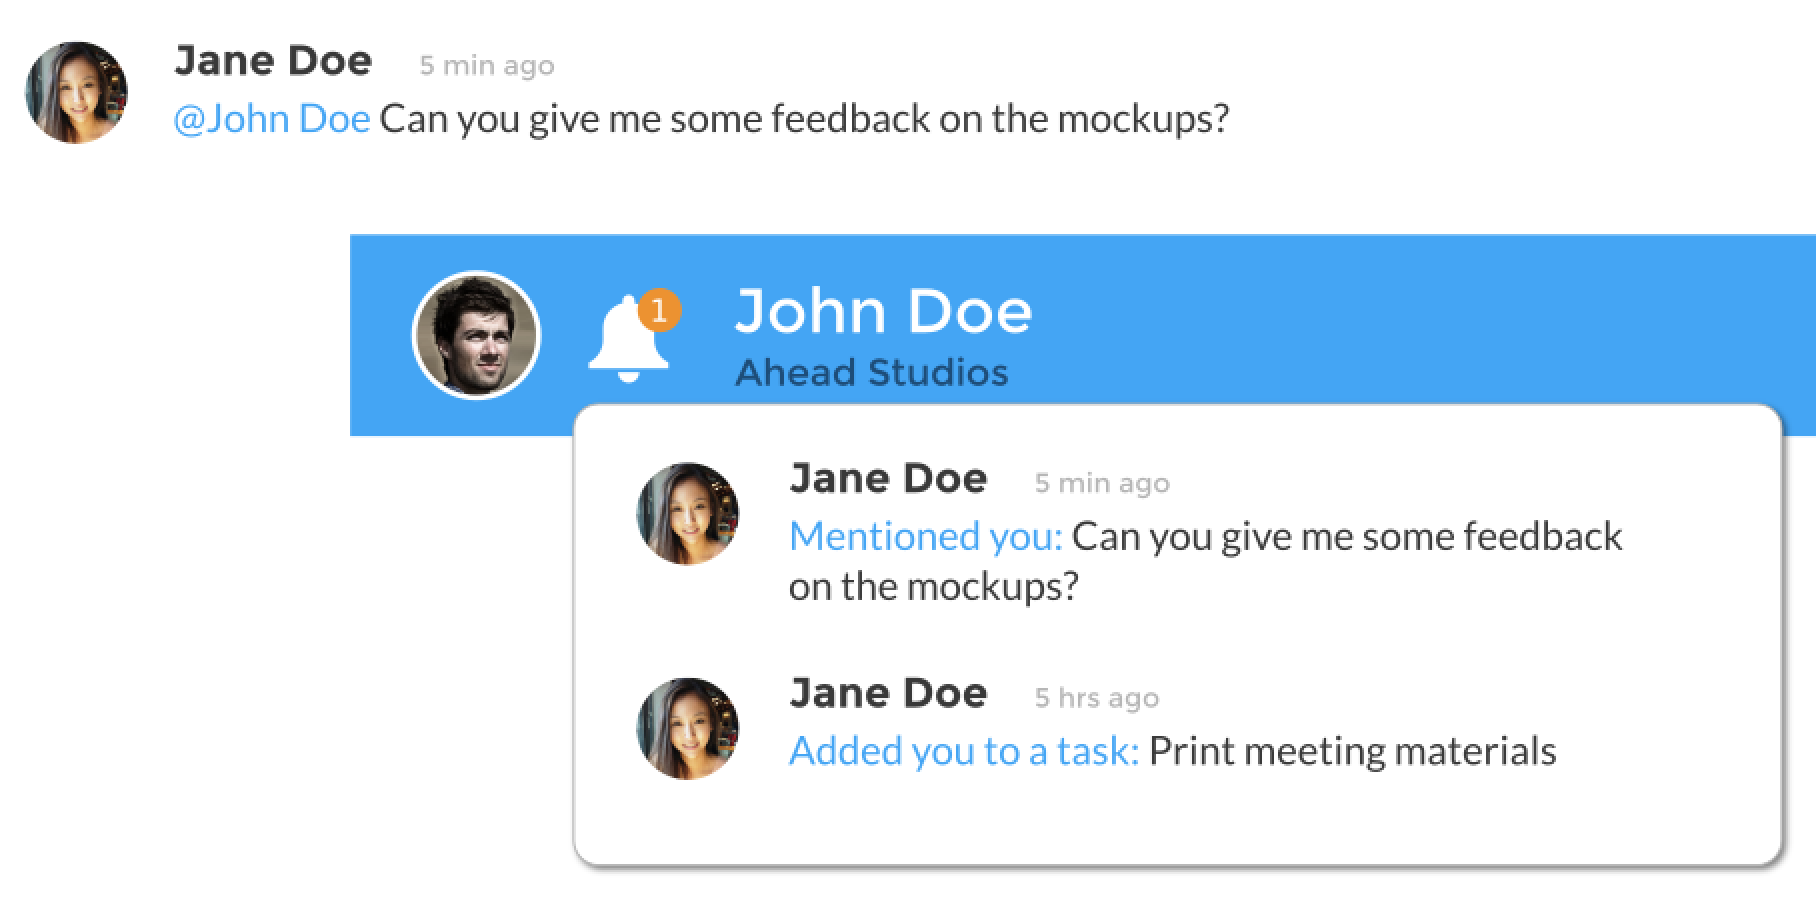 Jane Doe 5 min ago
@John Doe Can you give me some feedback on the mockups?
1
John Doe
Ahead Studios
Jane Doe 5 min ago
Mentioned you: Can you give me some feedback
on the mockups?
Jane Doe 5 hrs ago
Added you to a task: Print meeting materials